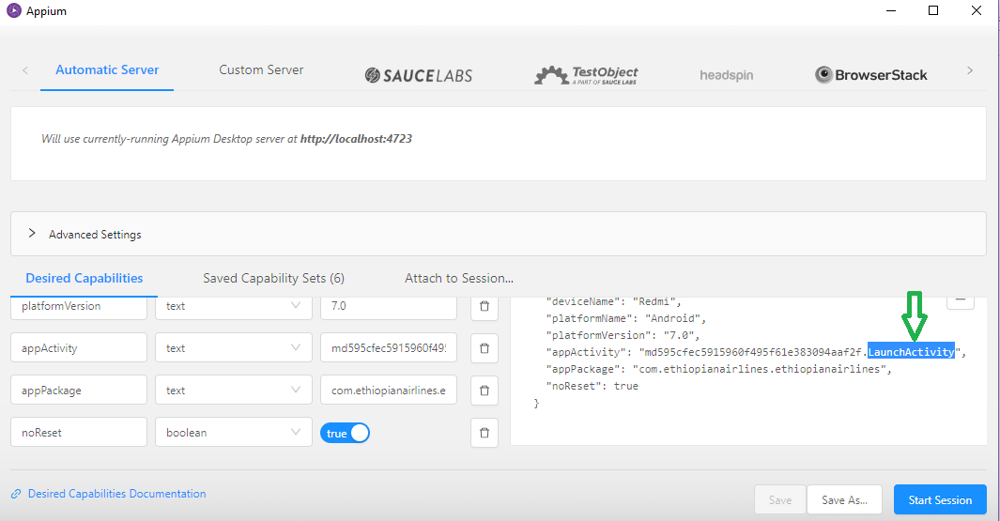 Appium
Automatic Server
Custom Server
SAUCELABS
TestObject
A PART OF SAUCE LABS
headspin
BrowserStack
Will use currently-running Appium Desktop server at http://localhost:4723
Advanced Settings
Desired Capabilities
Saved Capability Sets (6)
Attach to Session...
platformVersion text 7.0
appActivity text md595cfec5915960f49
appPackage text com.ethiopianairlines.e
noReset boolean true
"deviceName": "Redmi",
"platformName": "Android",
"platformVersion": "7.0",
"appActivity": "md595cfec5915960f495f61e383094aaf2f.LaunchActivity",
"appPackage": "com.ethiopianairlines.ethiopianairlines",
"noReset": true
}
Desired Capabilities Documentation
Save
Save As...
Start Session